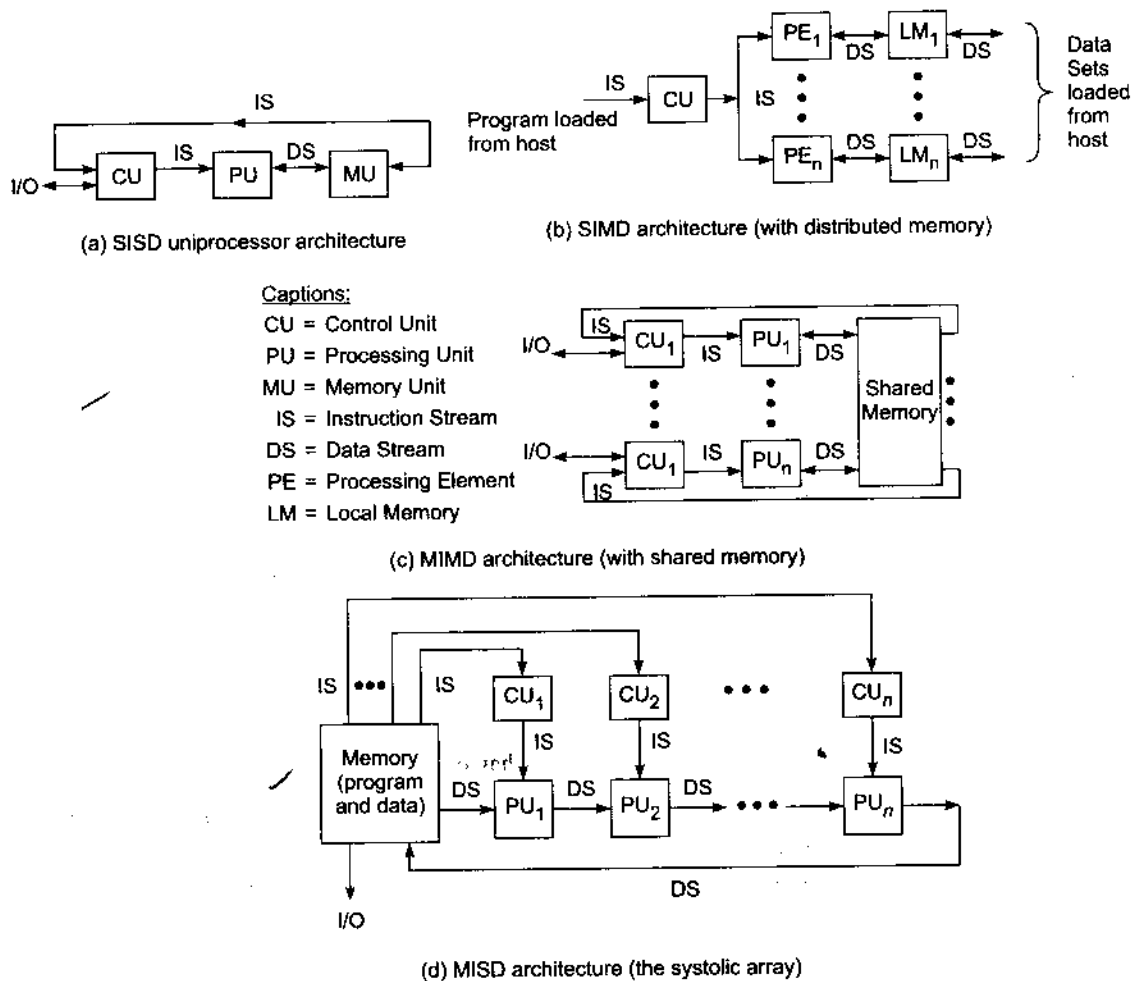 IS
I/O
CU
IS
PU
DS
MU
(a) SISD uniprocessor architecture
IS
Program loaded
from host
CU
IS
PE1
DS
LM1
DS
PEn
DS
LMn
DS
Data
Sets
loaded
from
host
(b) SIMD architecture (with distributed memory)
Captions:
CU = Control Unit
PU = Processing Unit
MU = Memory Unit
IS = Instruction Stream
DS = Data Stream
PE = Processing Element
LM = Local Memory
IS
I/O
CU1
IS
PU1
DS
Shared
Memory
I/O
CU1
IS
PUn
DS
IS
(c) MIMD architecture (with shared memory)
IS
IS
CU1
CU2
CUn
IS
IS
IS
Memory
(program
and data)
DS
PU1
DS
PU2
DS
PUn
DS
I/O
(d) MISD architecture (the systolic array)